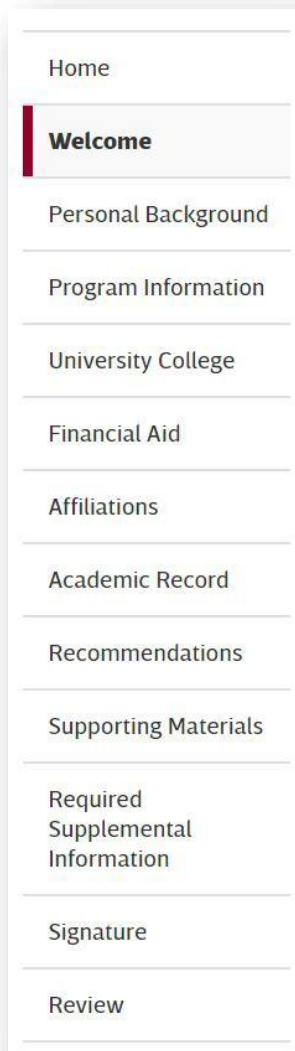 Home
Welcome
Personal Background
Program Information
University College
Financial Aid
Affiliations
Academic Record
Recommendations
Supporting Materials
Required
Supplemental
Information
Signature
Review